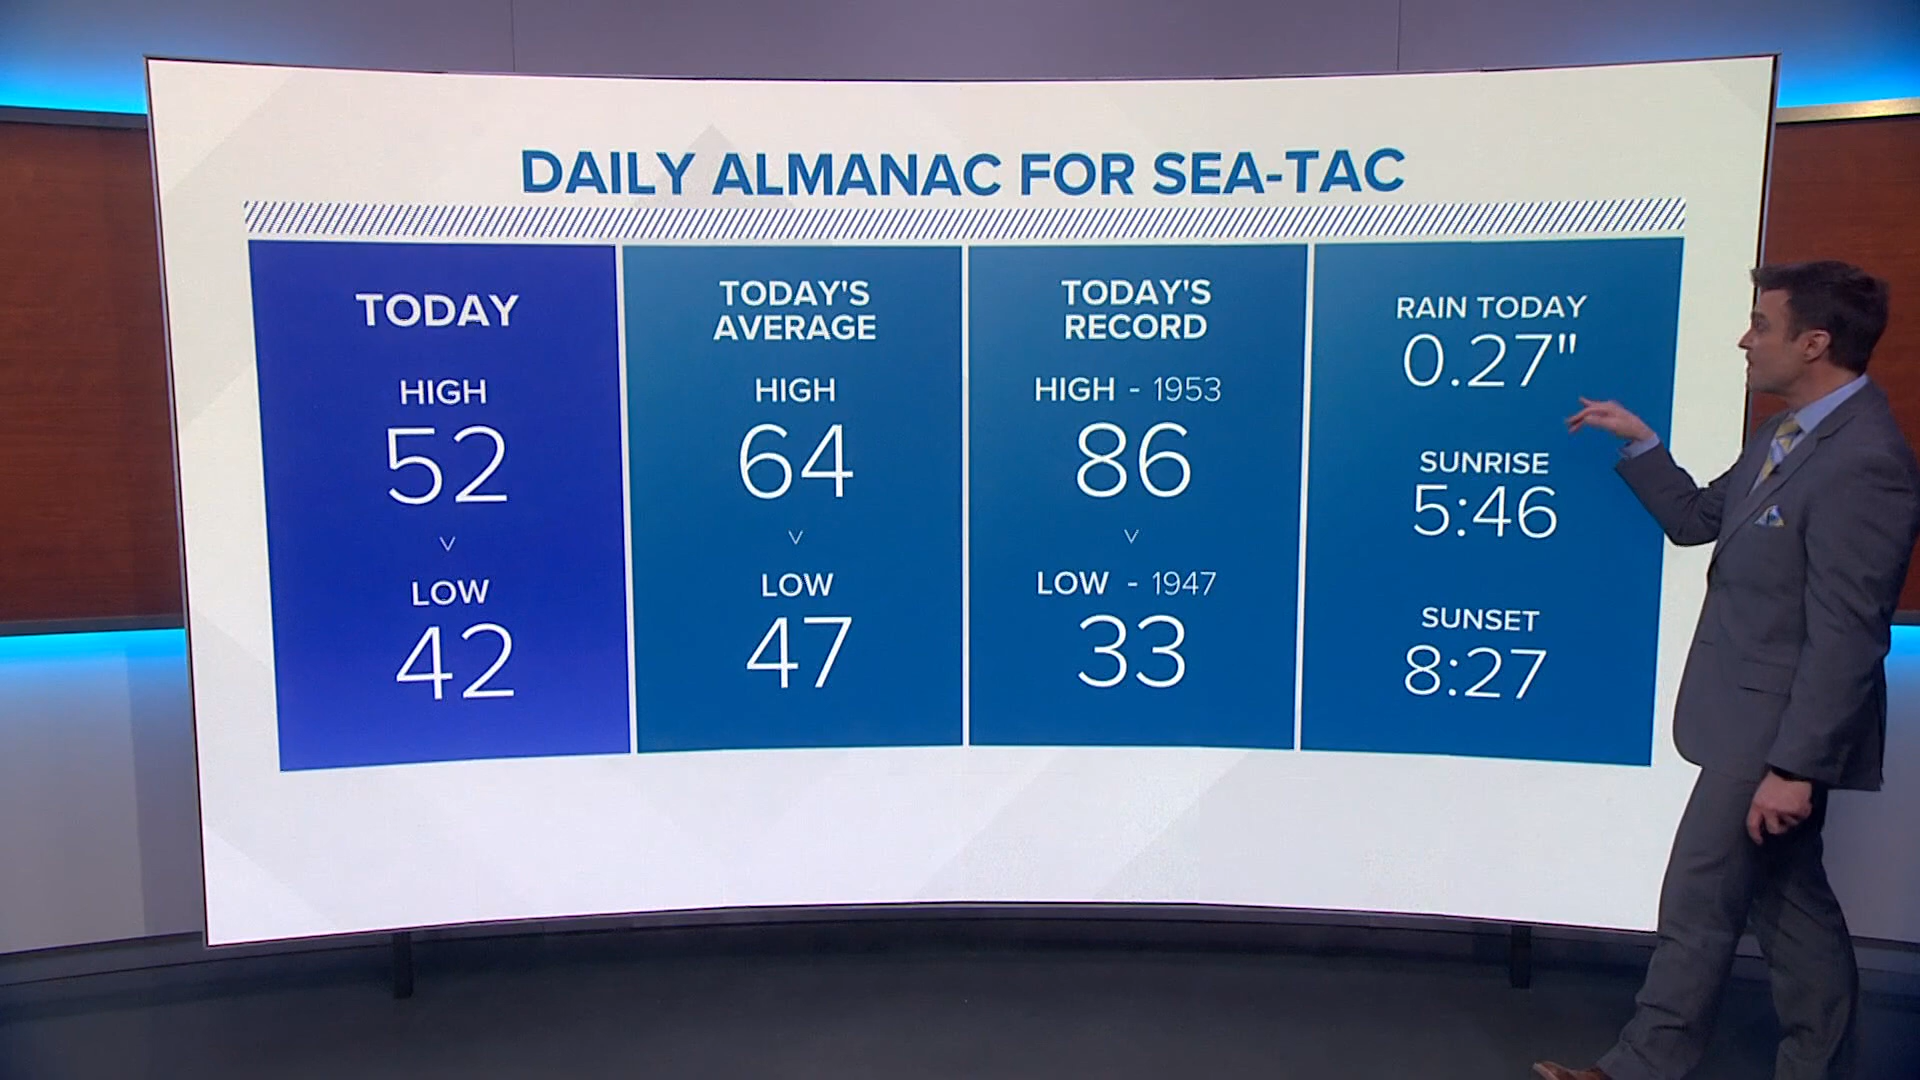 DAILY ALMANAC FOR SEA-TAC
TODAY
HIGH
52
LOW
42
TODAY'S
AVERAGE
HIGH
64
LOW
47
TODAY'S
RECORD
HIGH - 1953
86
LOW - 1947
33
RAIN TODAY
0.27"
SUNRISE
5:46
SUNSET
8:27